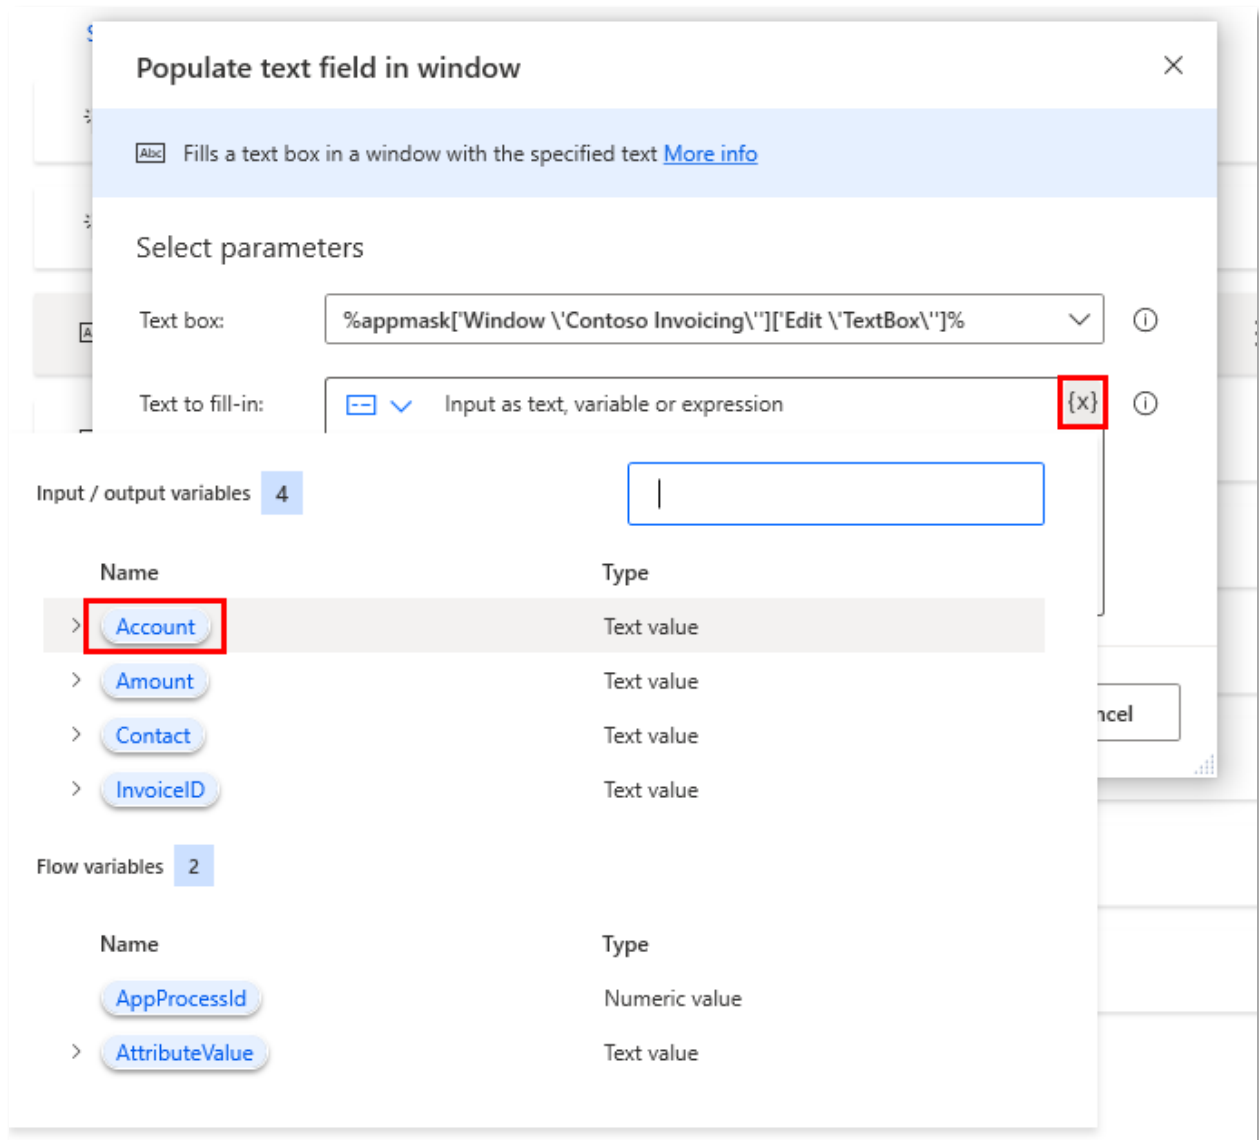 Populate text field in window
Abc Fills a text box in a window with the specified text More info
Select parameters
Text box: %appmask['Window \'Contoso Invoicing\'']['Edit \'TextBox\'']%
Text to fill-in: Input as text, variable or expression {x}
Input / output variables 4
Name Type
Account Text value
Amount Text value
Contact Text value
InvoiceID Text value
ncel
Flow variables 2
Name Type
AppProcessId Numeric value
AttributeValue Text value